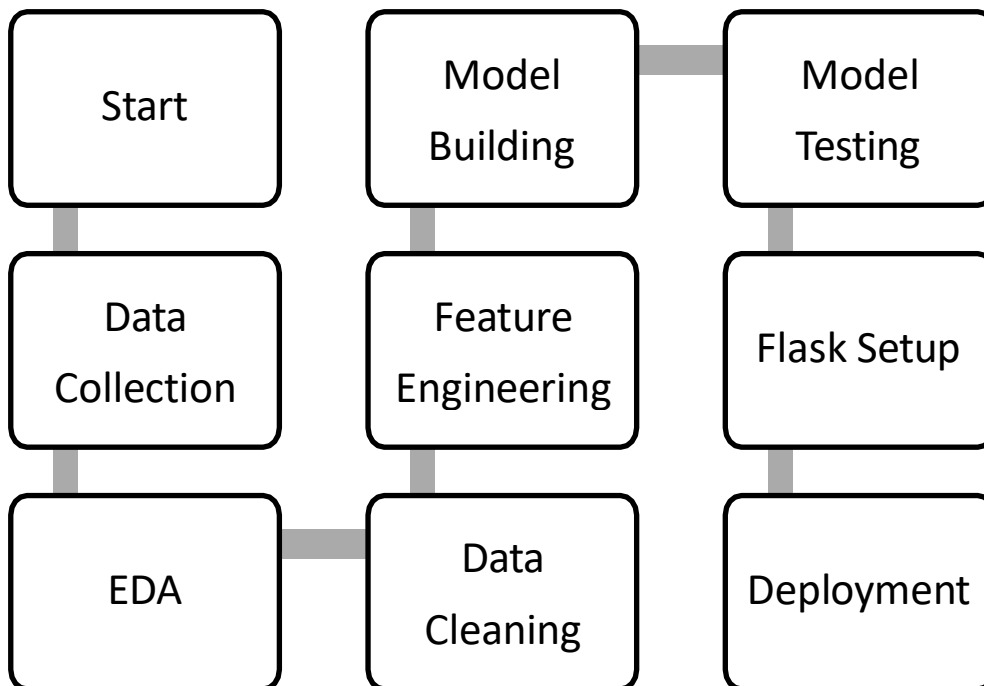 Start
Data
Collection
EDA
Data
Cleaning
Feature
Engineering
Model
Building
Model
Testing
Flask Setup
Deployment